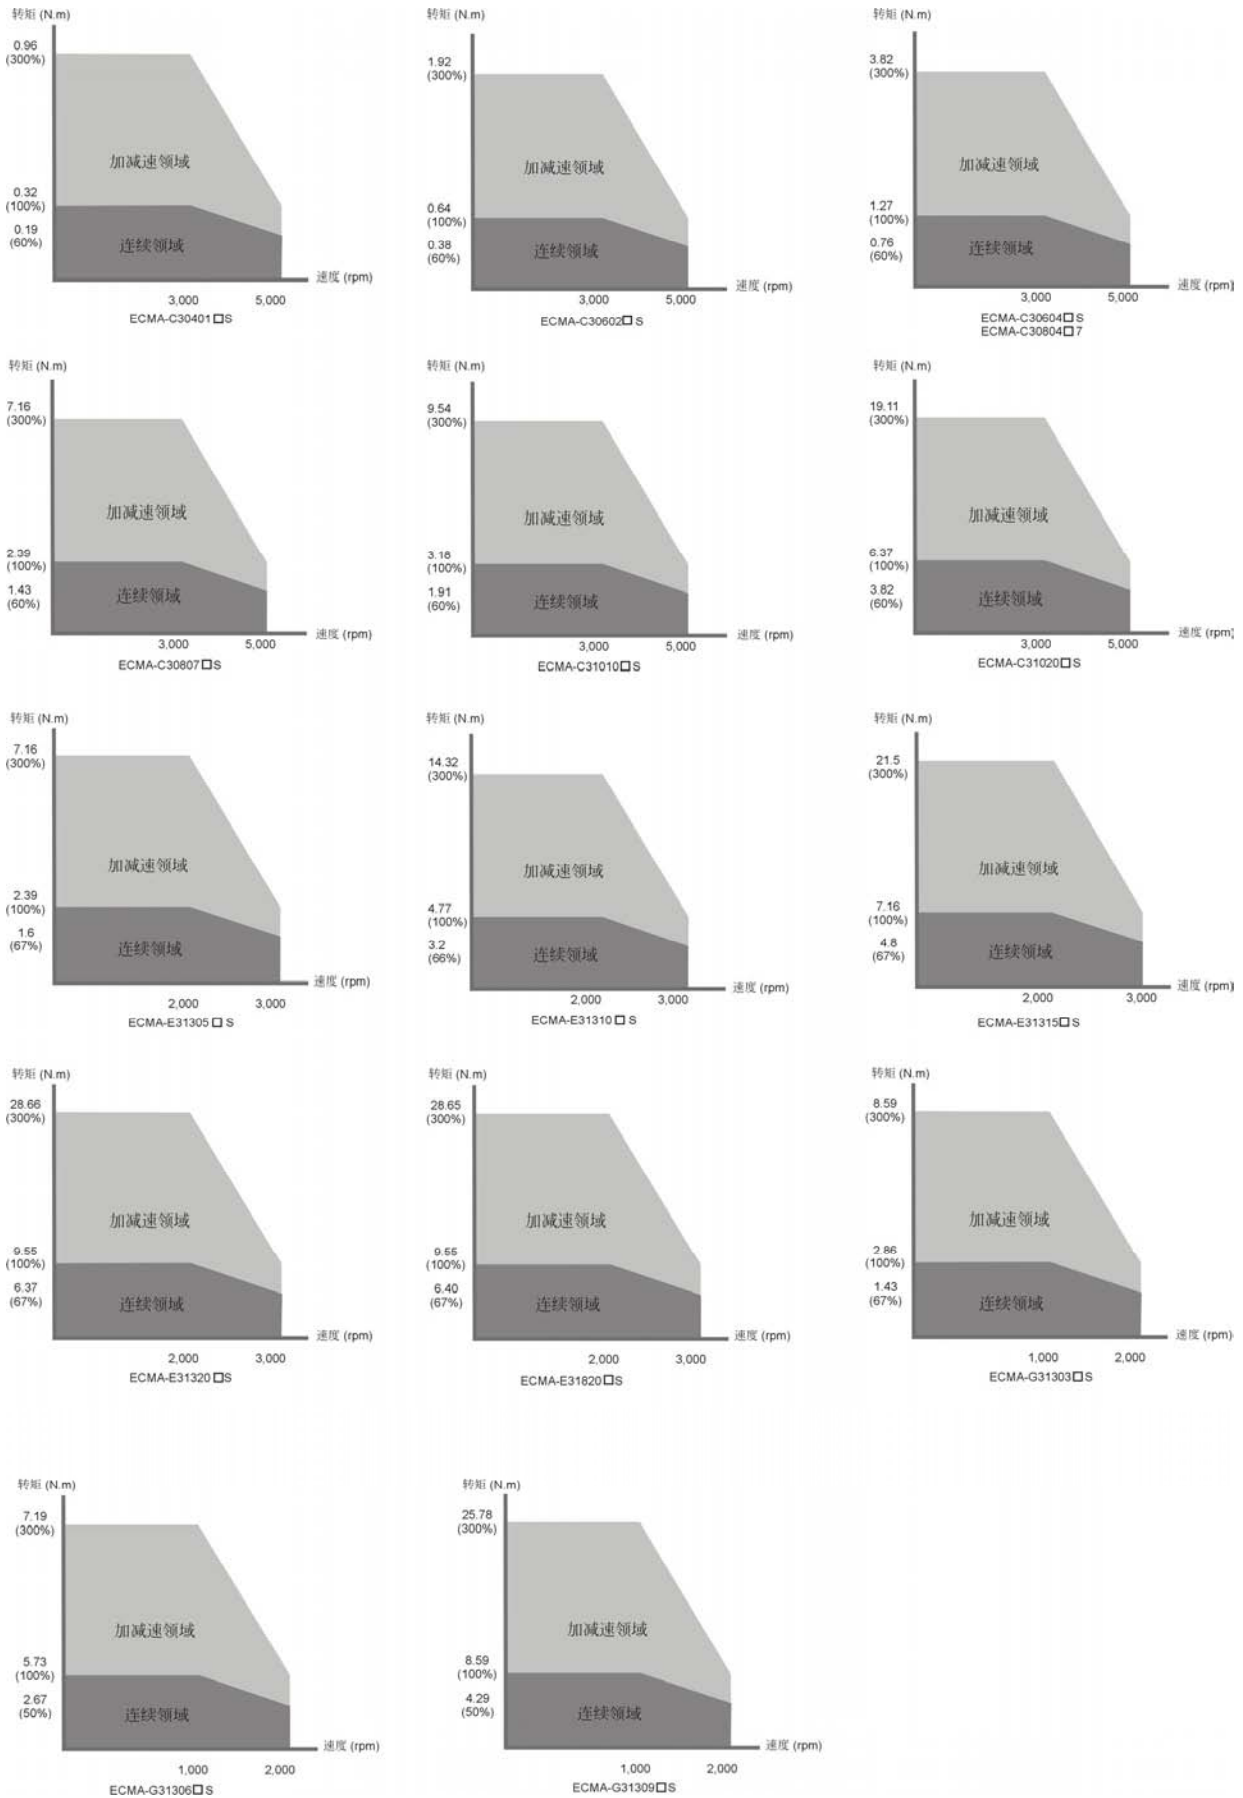 转矩 (N.m)
0.96
(300%)
加减速领域
0.32
(100%)
0.19
(60%)
连续领域
速度 (rpm)
3,000 5,000
ECMA-C30401□S
转矩 (N.m)
1.92
(300%)
加减速领域
0.64
(100%)
0.38
(60%)
连续领域
速度 (rpm)
3,000 5,000
ECMA-C30602□ S
转矩 (N.m)
3.82
(300%)
加减速领域
1.27
(100%)
0.76
(60%)
连续领域
速度 (rpm)
3,000 5,000
ECMA-C30604□ S
ECMA-C30804□ 7
转矩 (N.m)
7.16
(300%)
加减速领域
2.39
(100%)
1.43
(60%)
连续领域
速度 (rpm)
3,000 5,000
ECMA-C30807□S
转矩 (N.m)
9.54
(300%)
加减速领域
3.18
(100%)
1.91
(60%)
连续领域
速度 (rpm)
3,000 5,000
ECMA-C31010□ S
转矩 (N.m)
19.11
(300%)
加减速领域
6.37
(100%)
3.82
(60%)
连续领域
速度 (rpm)
3,000 5,000
ECMA-C31020□ S
转矩 (N.m)
7.16
(300%)
加减速领域
2.39
(100%)
1.6
(67%)
连续领域
速度 (rpm)
2,000 3,000
ECMA-E31305 □ S
转矩 (N.m)
14.32
(300%)
加减速领域
4.77
(100%)
3.2
(66%)
连续领域
速度 (rpm)
2,000 3,000
ECMA-E31310 □ S
转矩 (N.m)
21.5
(300%)
加减速领域
7.16
(100%)
4.8
(67%)
连续领域
速度 (rpm)
2,000 3,000
ECMA-E31315□ S
转矩 (N.m)
28.66
(300%)
加减速领域
9.55
(100%)
6.37
(67%)
连续领域
速度 (rpm)
2,000 3,000
ECMA-E31320 □S
转矩 (N.m)
28.65
(300%)
加减速领域
9.55
(100%)
6.40
(67%)
连续领域
速度 (rpm)
2,000 3,000
ECMA-E31820 □S
转矩 (N.m)
8.59
(300%)
加减速领域
2.86
(100%)
1.43
(67%)
连续领域
速度 (rpm)
1,000 2,000
ECMA-G31303□ S
转矩 (N.m)
7.19
(300%)
加减速领域
5.73
(100%)
2.67
(50%)
连续领域
速度 (rpm)
1,000 2,000
ECMA-G31306□ S
转矩 (N.m)
25.78
(300%)
加减速领域
8.59
(100%)
4.29
(50%)
连续领域
速度 (rpm)
1,000 2,000
ECMA-G31309□ S